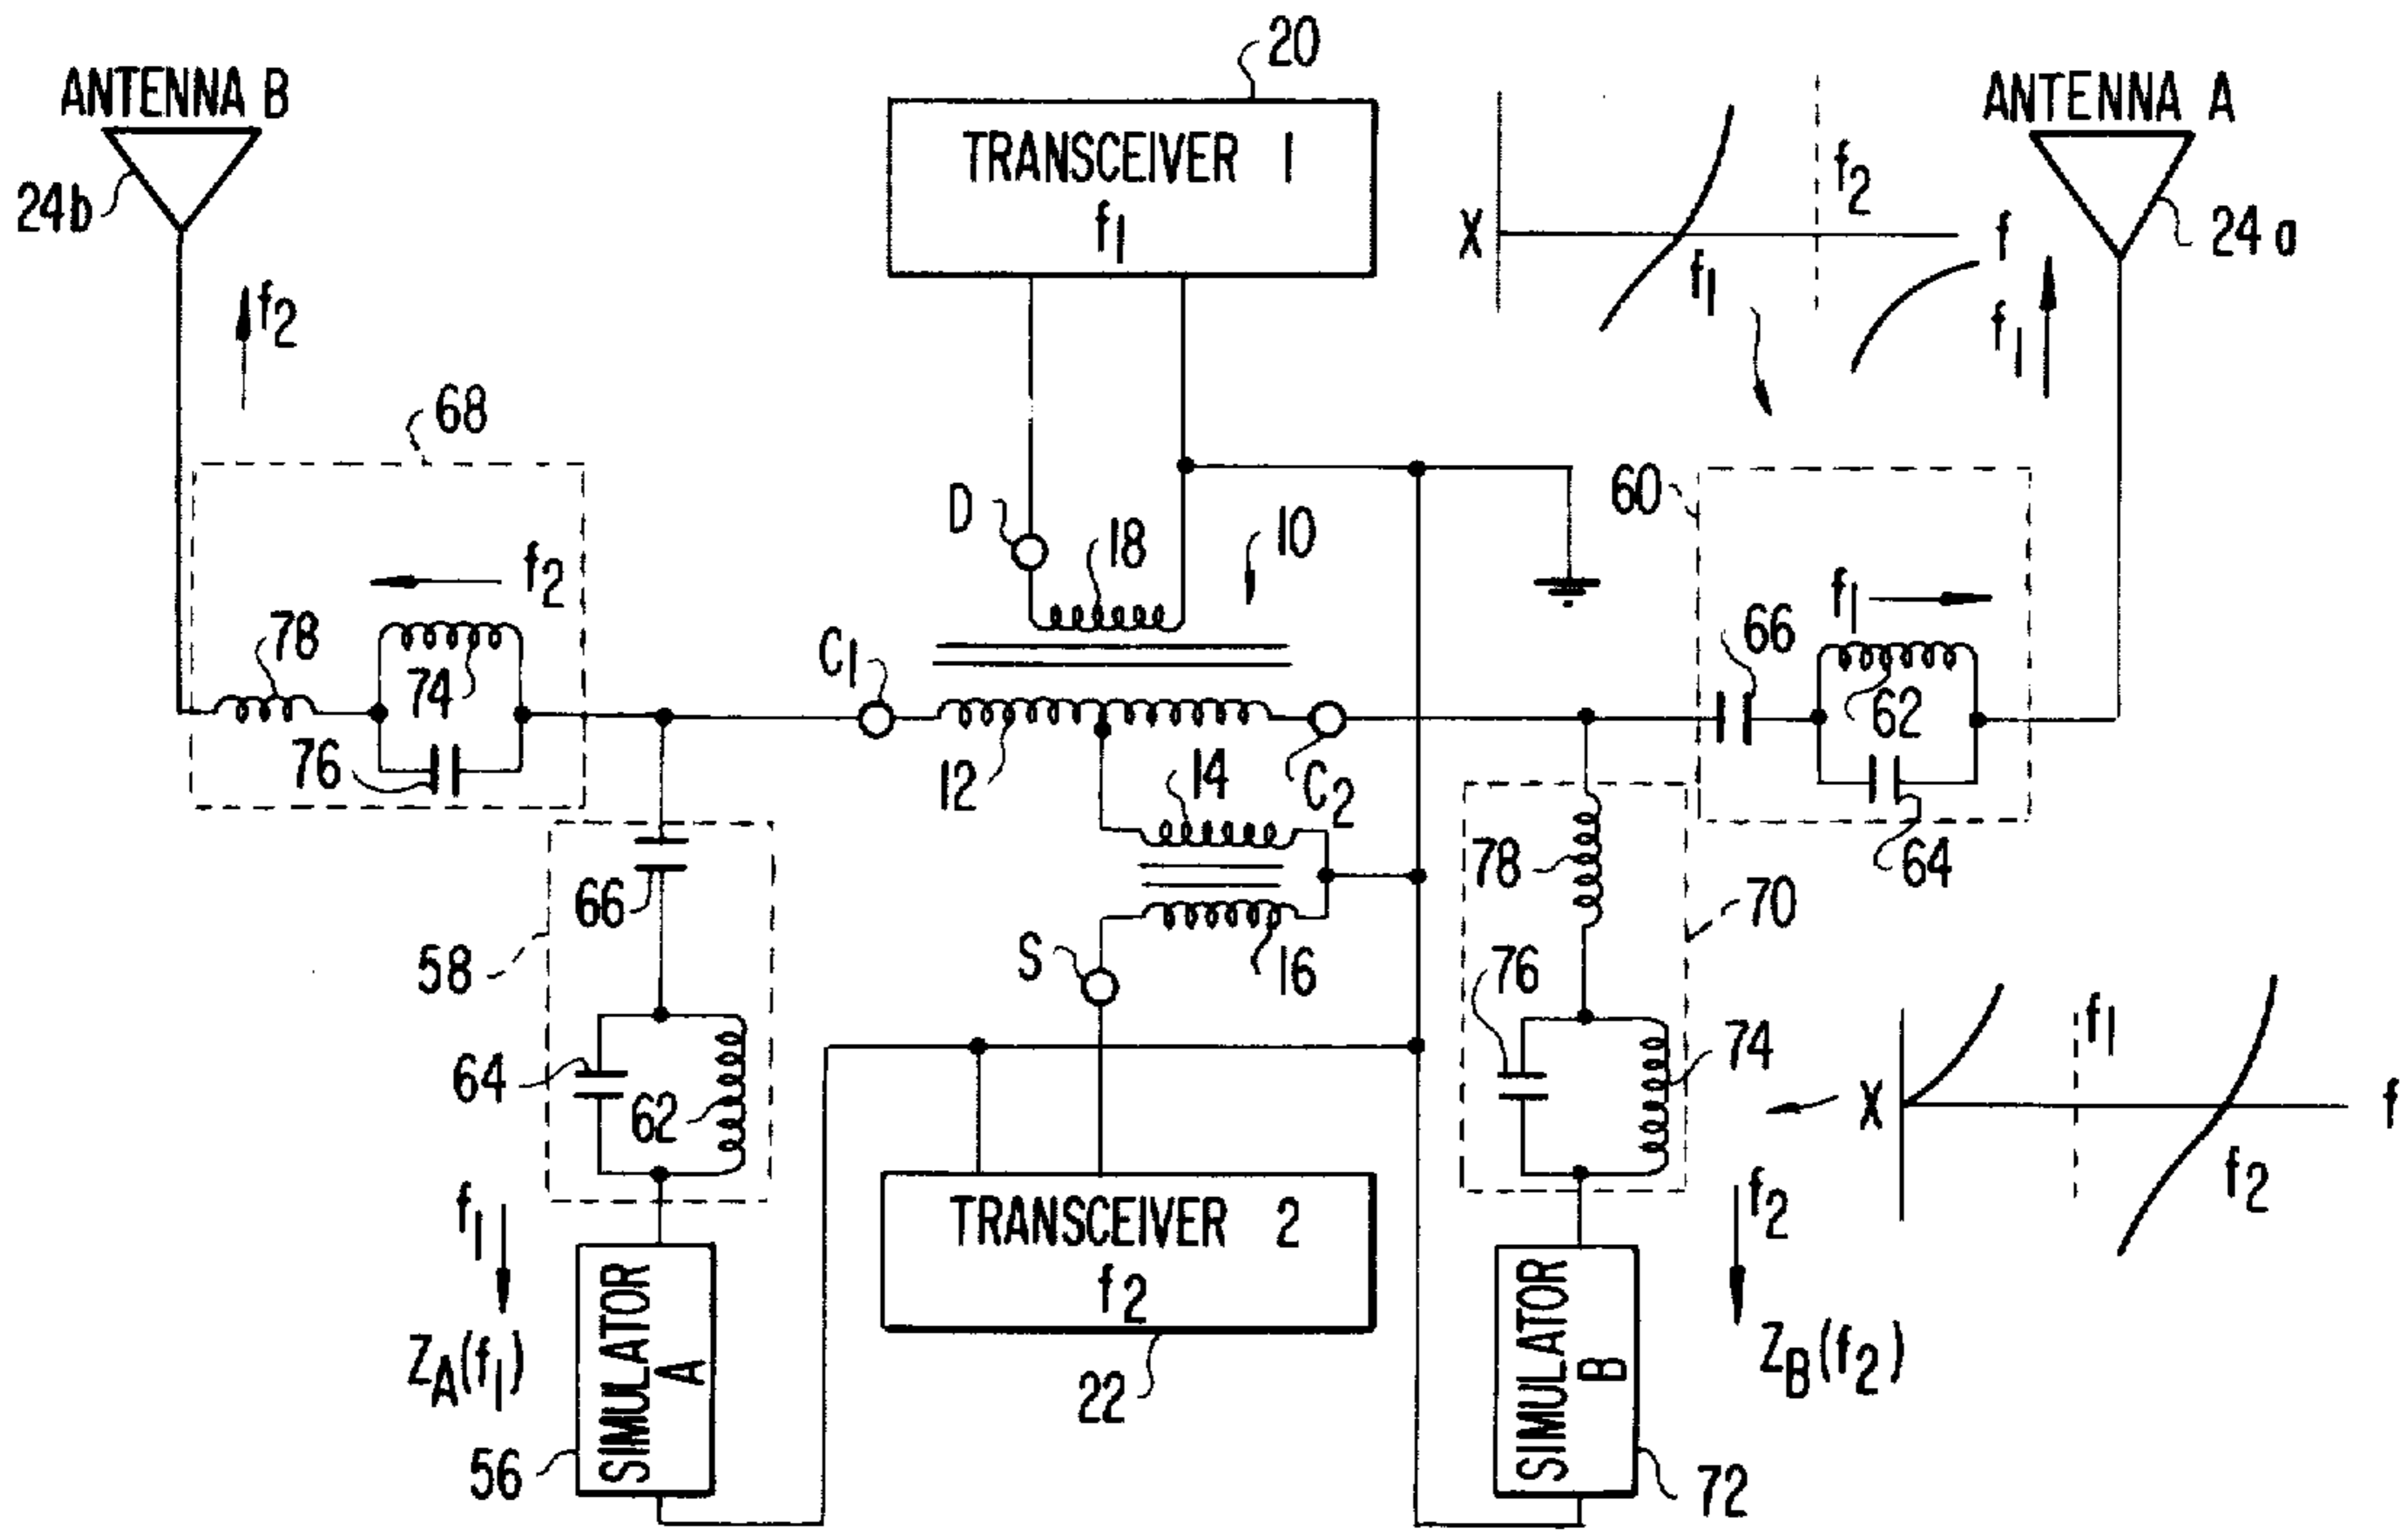 20
ANTENNA B
TRANSCEIVER 1
f1
ANTENNA A
24b
X
f2
f
f1
24a
f2
f1
68
60
D
18
10
f2
f1
78
74
C1
66
62
76
12
14
C2
64
66
78
70
58
S
16
76
64
62
74
X
f1
f
f1
TRANSCEIVER 2
f2
f2
f2
ZA(f1)
SIMULATOR A
SIMULATOR B
ZB(f2)
22
56
72